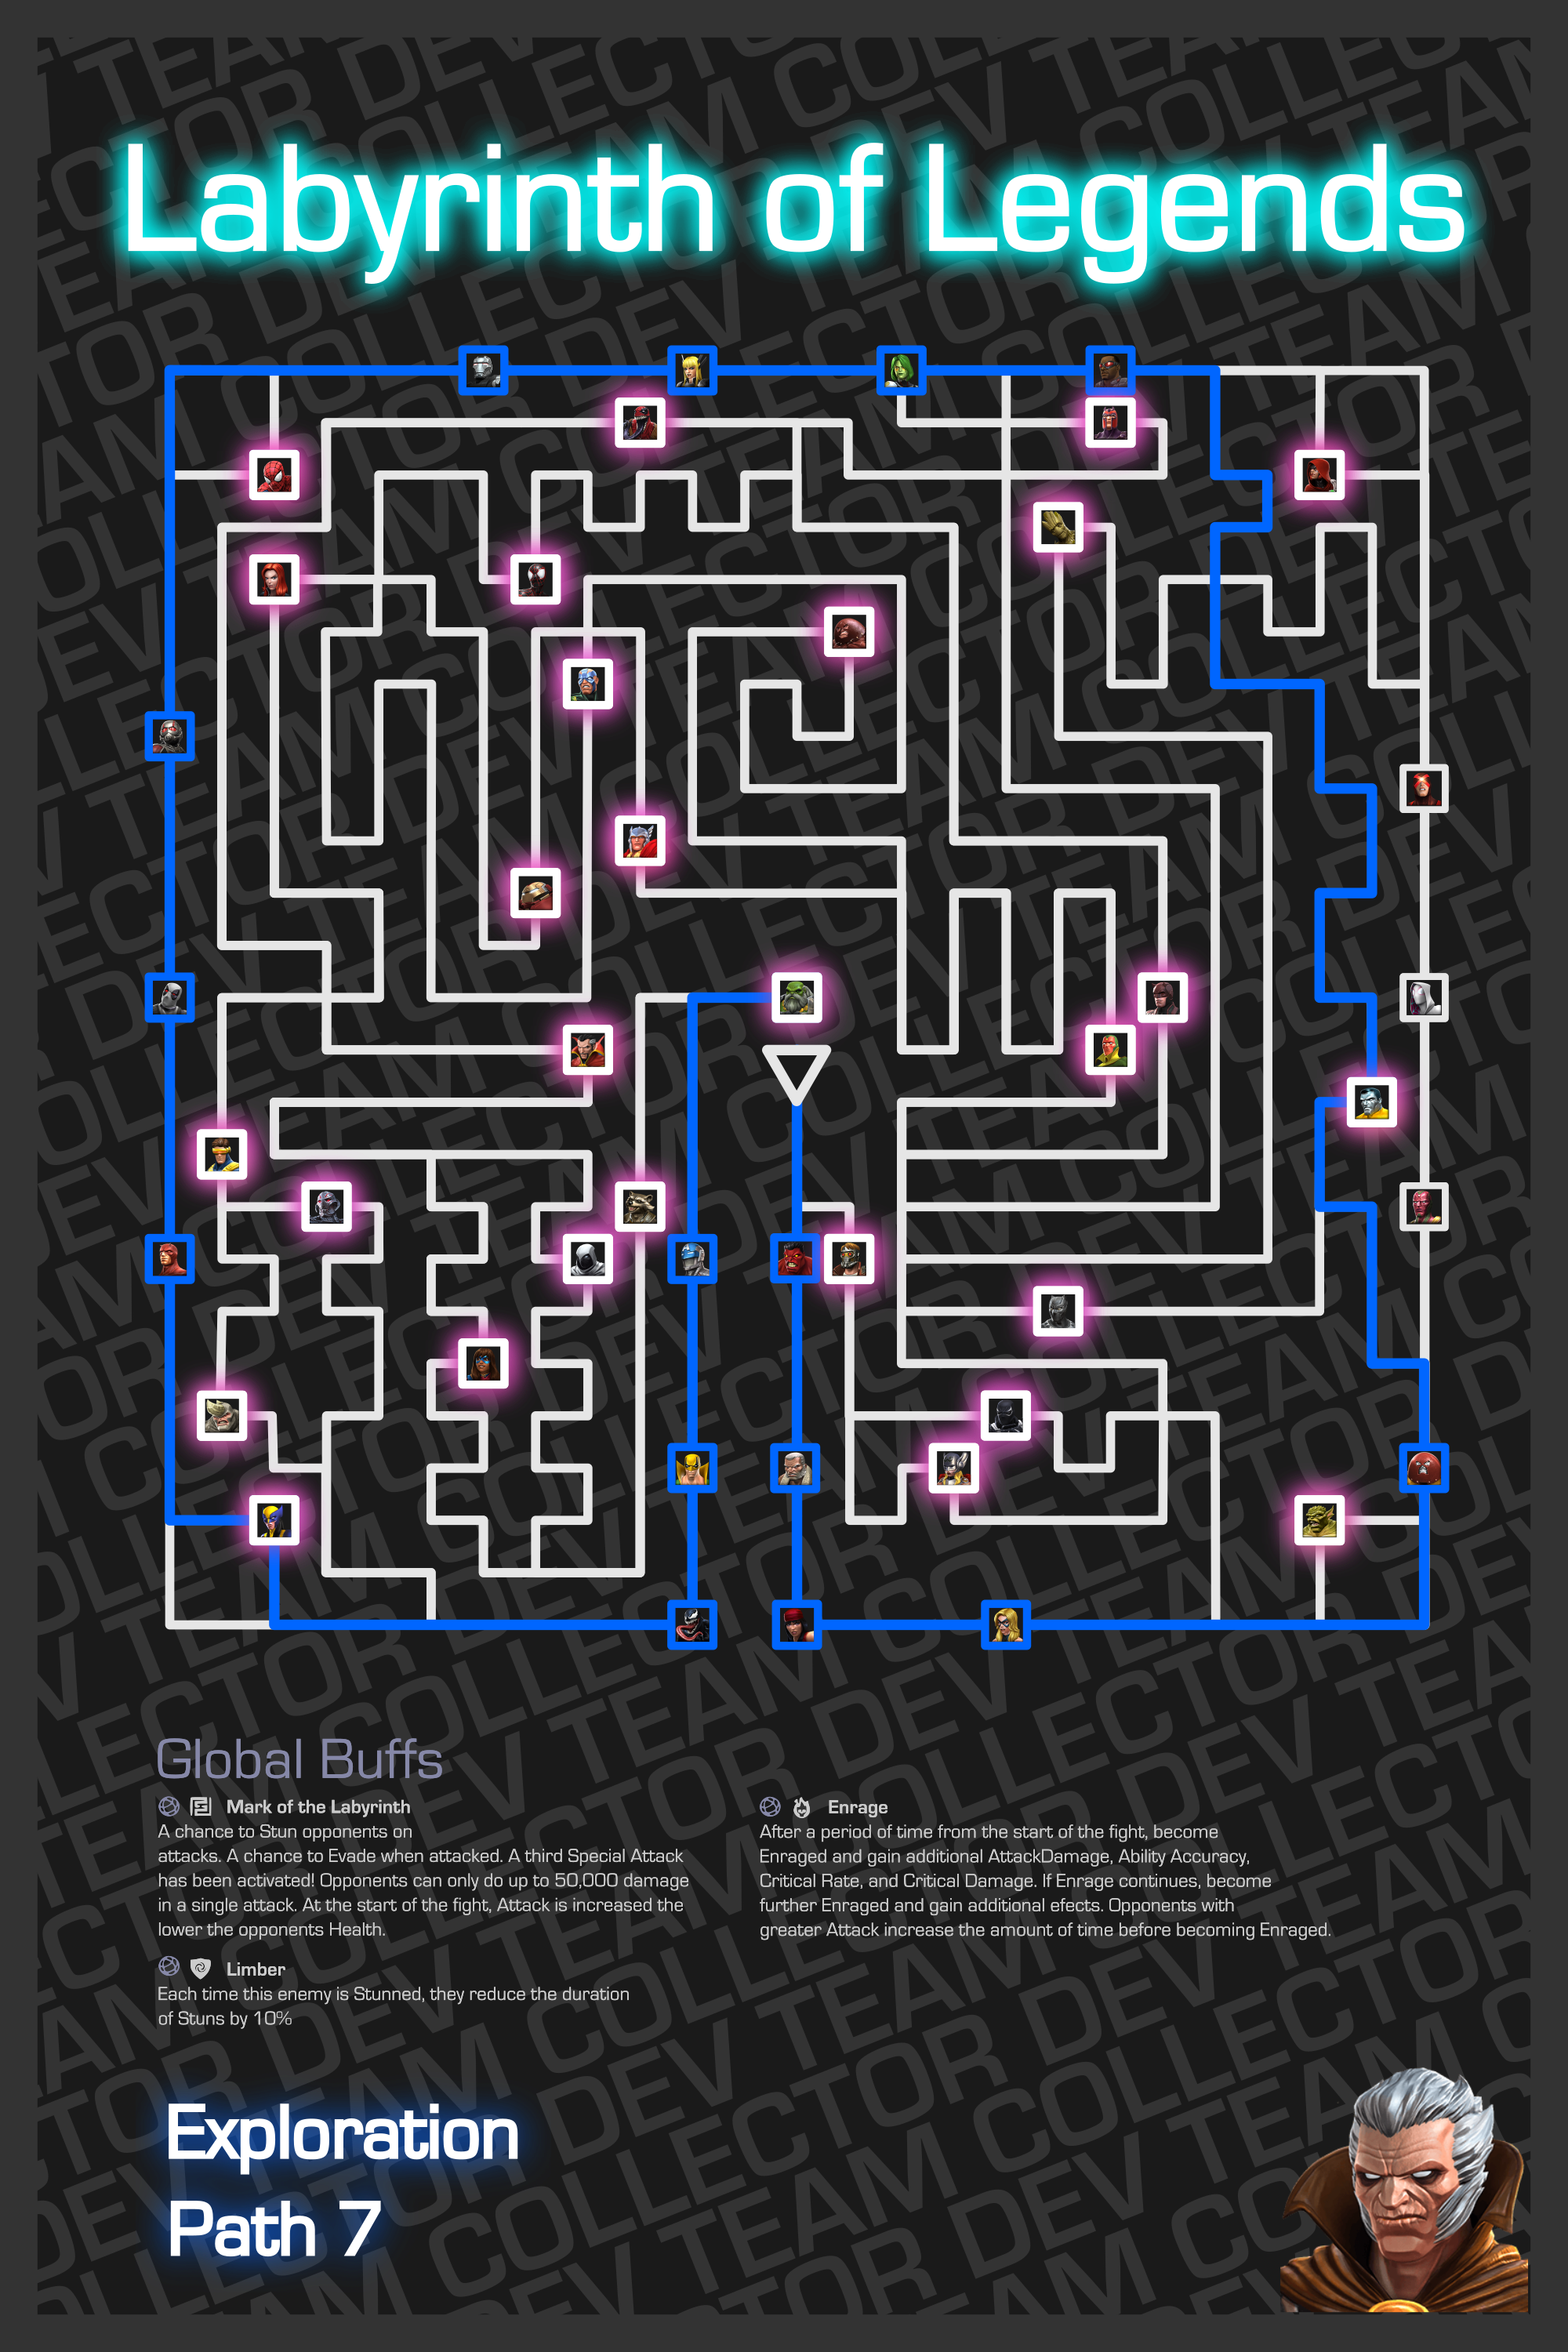 Labyrinth of Legends
Global Buffs
Mark of the Labyrinth
A chance to Stun opponents on
attacks. A chance to Evade when attacked. A third Special Attack
has been activated! Opponents can only do up to 50,000 damage
in a single attack. At the start of the fight, Attack is increased the
lower the opponents Health.
Limber
Each time this enemy is Stunned, they reduce the duration
of Stuns by 10%
Enrage
After a period of time from the start of the fight, become
Enraged and gain additional AttackDamage, Ability Accuracy,
Critical Rate, and Critical Damage. If Enrage continues, become
further Enraged and gain additional efects. Opponents with
greater Attack increase the amount of time before becoming Enraged.
Exploration
Path 7
COLLECTOR DEV TEAM